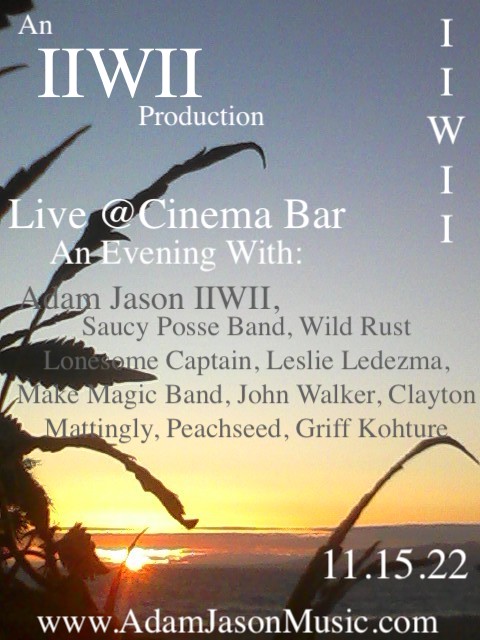 An
IIWII
Production
I
I
W
I
I
Live @Cinema Bar
An Evening With:
Adam Jason IIWII,
Saucy Posse Band, Wild Rust
Lonesome Captain, Leslie Ledezma,
Make Magic Band, John Walker, Clayton
Mattingly, Peachseed, Griff Kohture
11.15.22
www.AdamJasonMusic.com